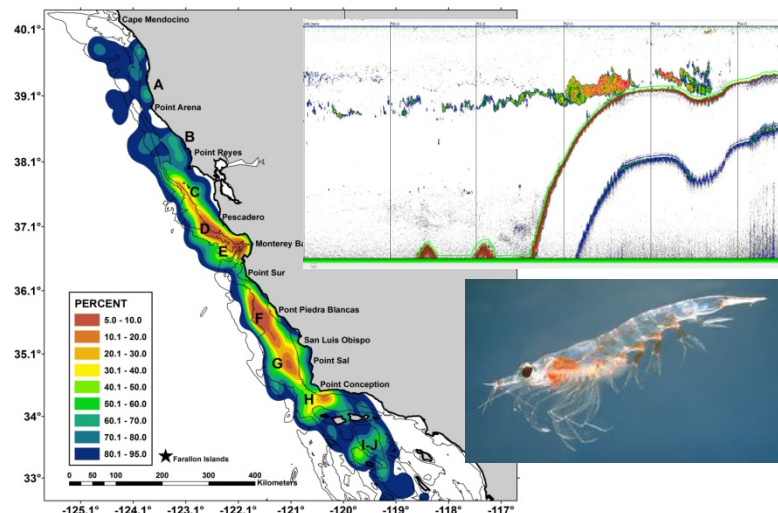 40.1°
39.1°
38.1°
37.1°
36.1°
35.1°
34°
33°
Cape Mendocino
A
Point Arena
B
Point Reyes
C
Pescadero
D
Monterey Ba
E
Point Sur
F
Pont Piedra Blancas
San Luis Obispo
G
Point Sal
Point Conception
H
I-J
PERCENT
5.0 - 10.0
10.1 - 20.0
20.1 - 30.0
30.1 - 40.0
40.1 - 50.0
50.1 - 60.0
60.1 - 70.0
70.1 - 80.0
80.1 - 95.0
Farallon Islands
0 50 100 200 300 400
Kilometers
-125.1° -124.1° -123.1° -122.1° -121.1° -120° -119° -118° -117°